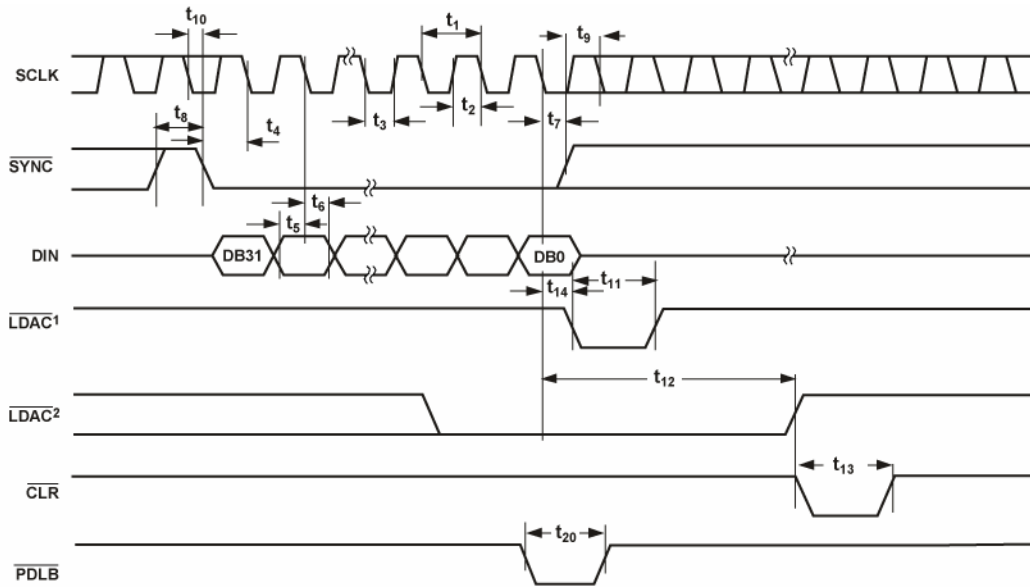 t10
t1
t9
SCLK
t8
t4
t3
t2
t7
SYNC
t6
t5
DIN
DB31
DB0
t14
t11
LDAC1
t12
LDAC2
t13
CLR
t20
PDLB